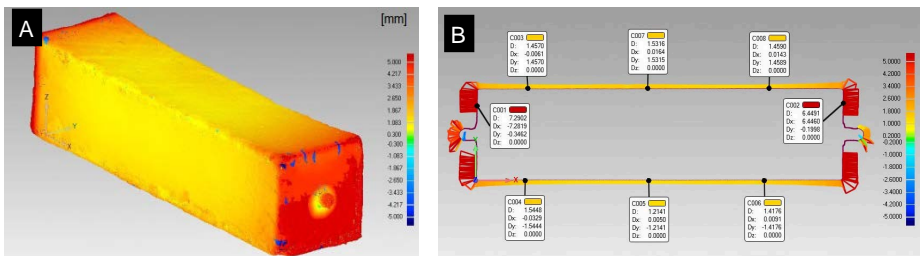 A
[mm]
5.000
4.217
3.433
2.650
1.867
1.083
0.300
-0.300
-1.083
-1.967
-2.650
-3.433
-4.217
-5.000
Z
Y
X
B
C003
D: 1.4570
Dx: -0.0061
Dy: 1.4570
Dz: 0.0000
C007
D: 1.5316
Dx: 0.0164
Dy: 1.5315
Dz: 0.0000
C008
D: 1.4590
Dx: 0.0143
Dy: 1.4589
Dz: 0.0000
C001
D: 7.2902
Dx: -7.2819
Dy: -0.3462
Dz: 0.0000
C002
D: 6.4491
Dx: 6.4460
Dy: -0.1998
Dz: 0.0000
C004
D: 1.5448
Dx: -0.0329
Dy: -1.5444
Dz: 0.0000
C005
D: 1.2141
Dx: 0.0050
Dy: -1.2141
Dz: 0.0000
C006
D: 1.4176
Dx: 0.0091
Dy: -1.4176
Dz: 0.0000
X
5.0000
4.2000
3.4000
2.6000
1.8000
1.0000
0.2000
-0.2000
-1.0000
-1.8000
-2.6000
-3.4000
-4.2000
-5.0000